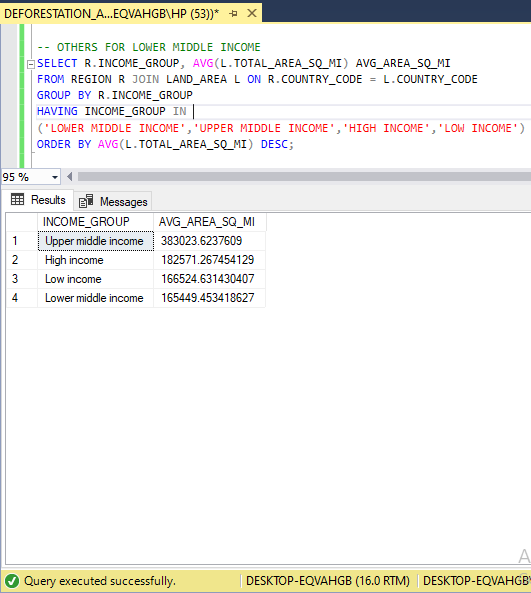 DEFORESTATION_A...EQVAHGB\HP (53))*
-- OTHERS FOR LOWER MIDDLE INCOME
SELECT R.INCOME_GROUP, AVG(L.TOTAL_AREA_SQ_MI) AVG_AREA_SQ_MI
FROM REGION R JOIN LAND_AREA L ON R.COUNTRY_CODE = L.COUNTRY_CODE
GROUP BY R.INCOME_GROUP
HAVING INCOME_GROUP IN
('LOWER MIDDLE INCOME','UPPER MIDDLE INCOME','HIGH INCOME','LOW INCOME')
ORDER BY AVG(L.TOTAL_AREA_SQ_MI) DESC;
95 %
Results Messages
INCOME_GROUP AVG_AREA_SQ_MI
1 Upper middle income 383023.6237609
2 High income 182571.267454129
3 Low income 166524.631430407
4 Lower middle income 165449.453418627
A
Query executed successfully. DESKTOP-EQVAHGB (16.0 RTM) DESKTOP-EQVAHGB\